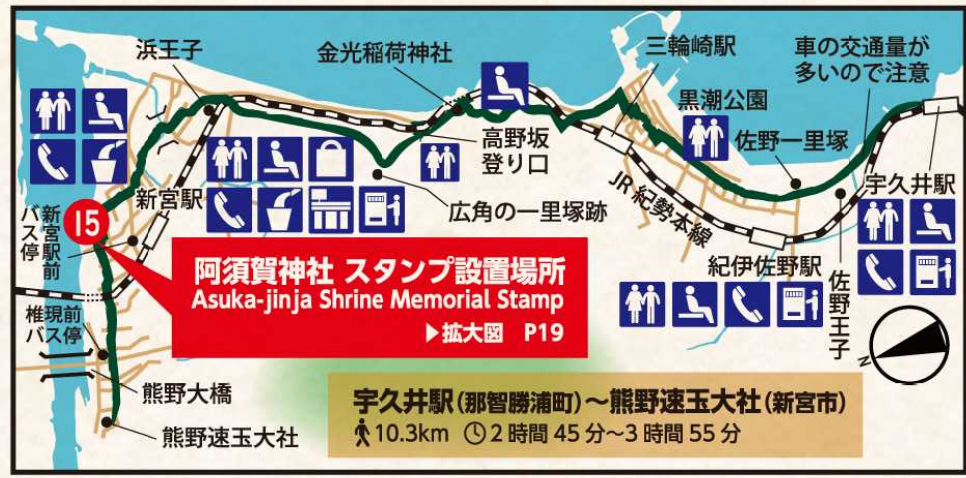 浜王子
金光稲荷神社
三輪崎駅
車の交通量が
多いので注意
黒潮公園
佐野一里塚
宇久井駅
高野坂
登り口
新宮駅
広角の一里塚跡
JR紀勢本線
新宮駅前
バス停
15
阿須賀神社 スタンプ設置場所
Asuka-jinja Shrine Memorial Stamp
▶拡大図 P19
紀伊佐野駅
佐野王子
椎現前
バス停
N
熊野大橋
熊野速玉大社
宇久井駅(那智勝浦町)～熊野速玉大社(新宮市)
10.3km 2時間45分～3時間55分